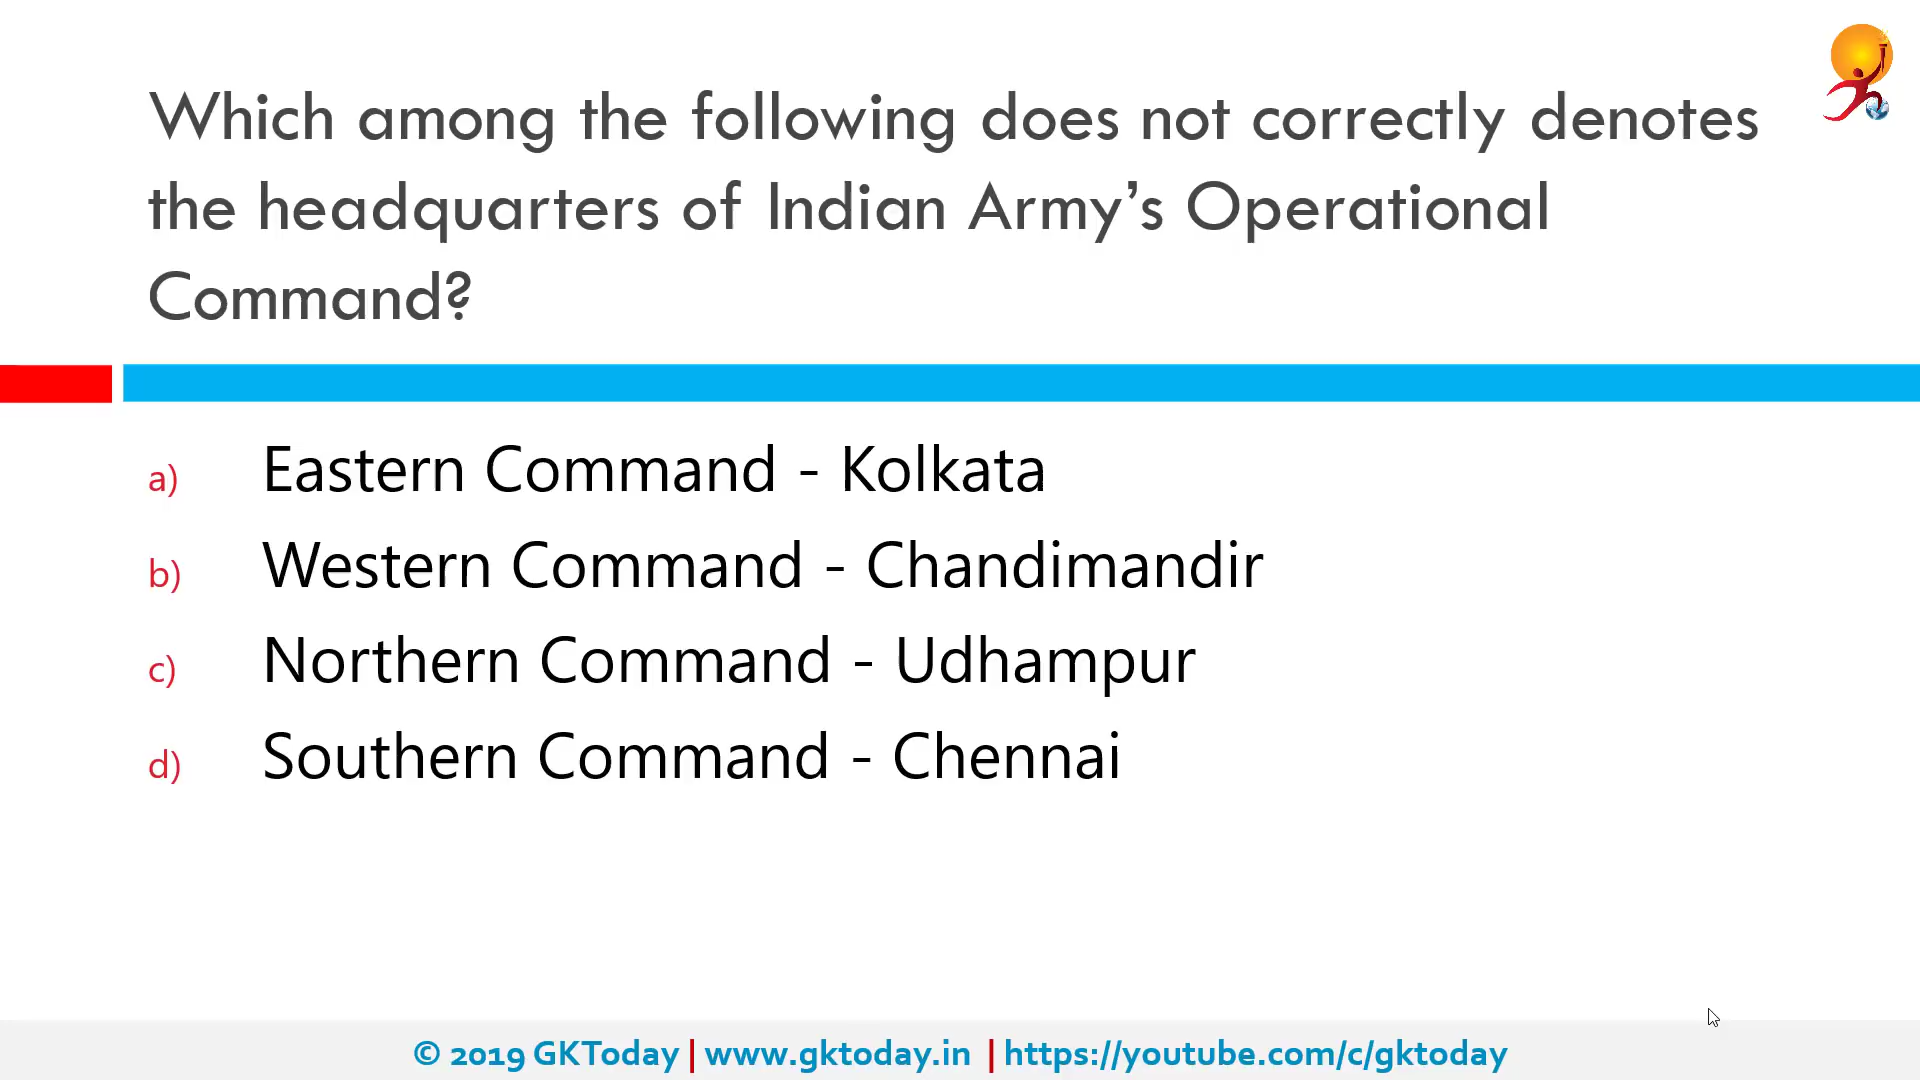 Which among the following does not correctly denotes
the headquarters of Indian Army’s Operational
Command?
a) Eastern Command - Kolkata
b) Western Command - Chandimandir
c) Northern Command - Udhampur
d) Southern Command - Chennai
© 2019 GKToday | www.gktoday.in | https://youtube.com/c/gktoday